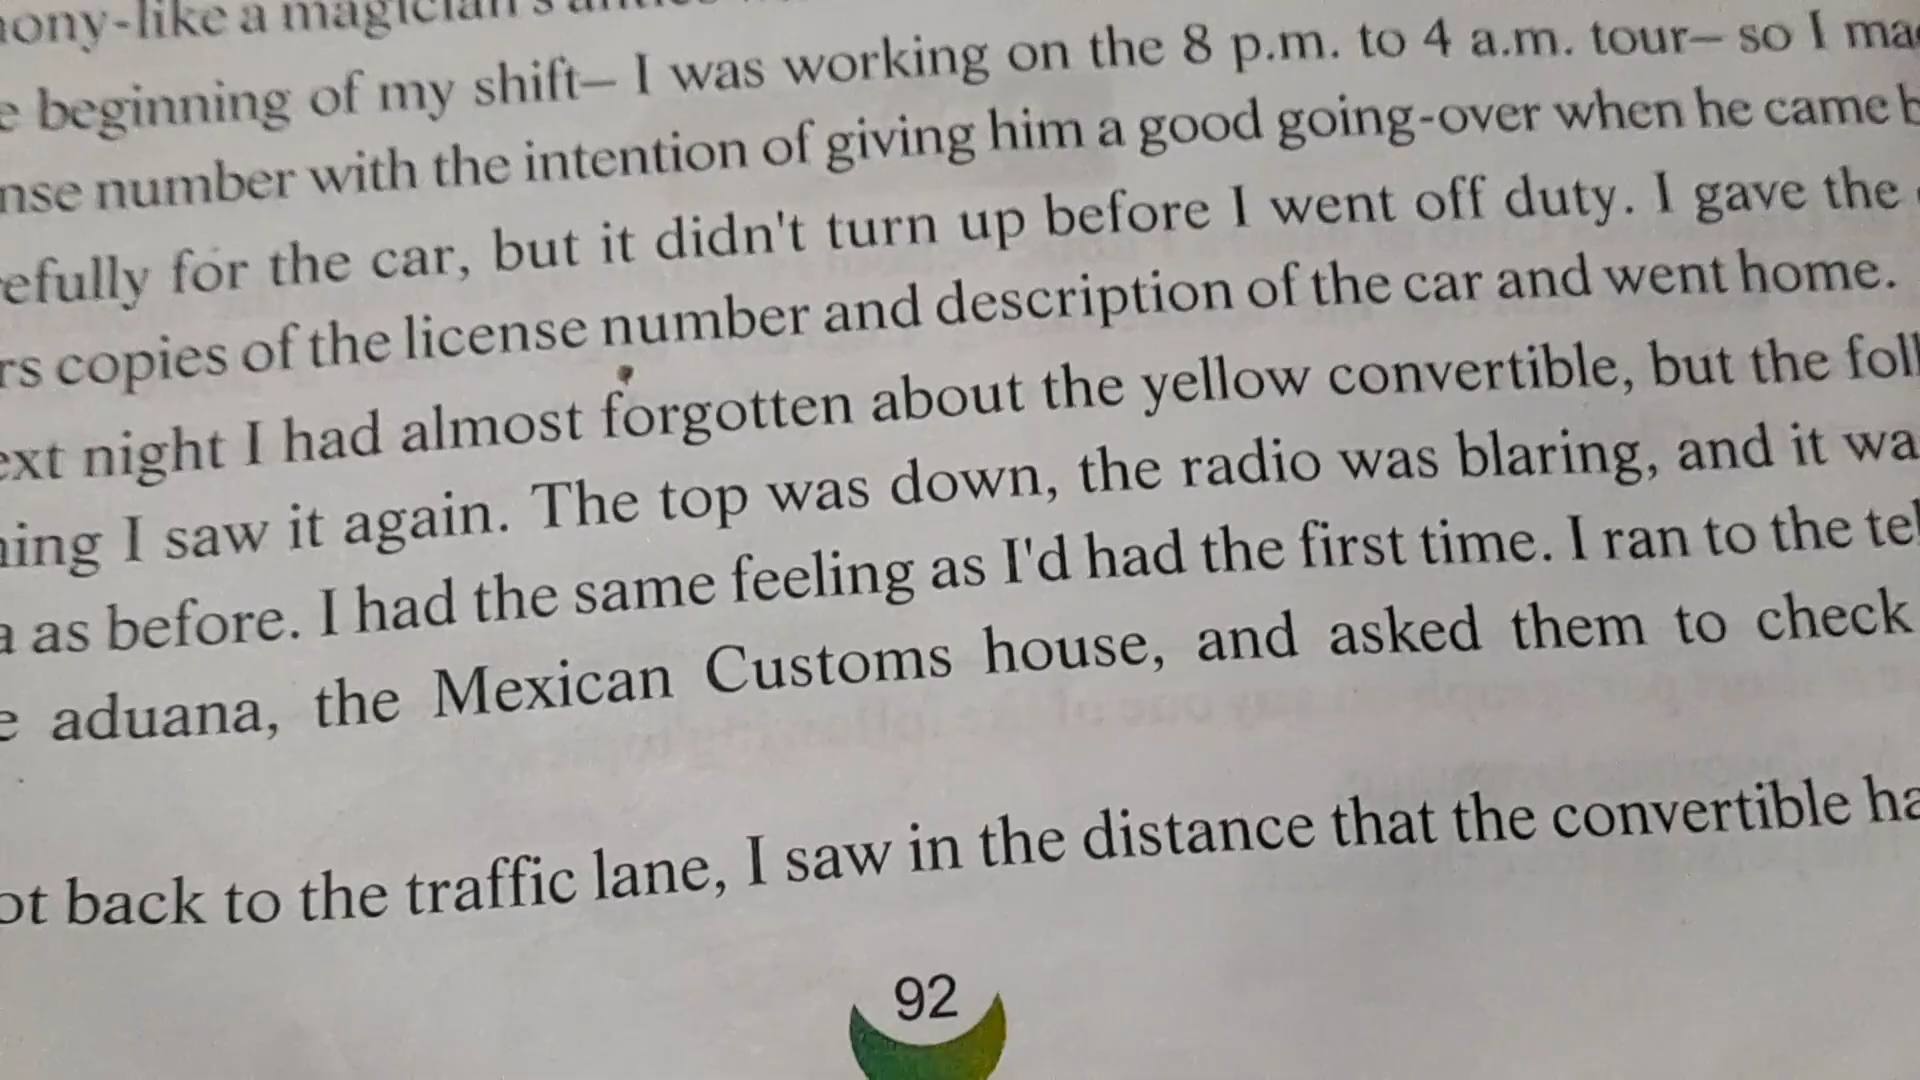 mony-like a magician's antics
e beginning of my shift– I was working on the 8 p.m. to 4 a.m. tour– so I ma
nse number with the intention of giving him a good going-over when he came b
efully for the car, but it didn't turn up before I went off duty. I gave the
rs copies of the license number and description of the car and went home.
ext night I had almost forgotten about the yellow convertible, but the foll
ing I saw it again. The top was down, the radio was blaring, and it wa
a as before. I had the same feeling as I'd had the first time. I ran to the tel
e aduana, the Mexican Customs house, and asked them to check
ot back to the traffic lane, I saw in the distance that the convertible ha
92